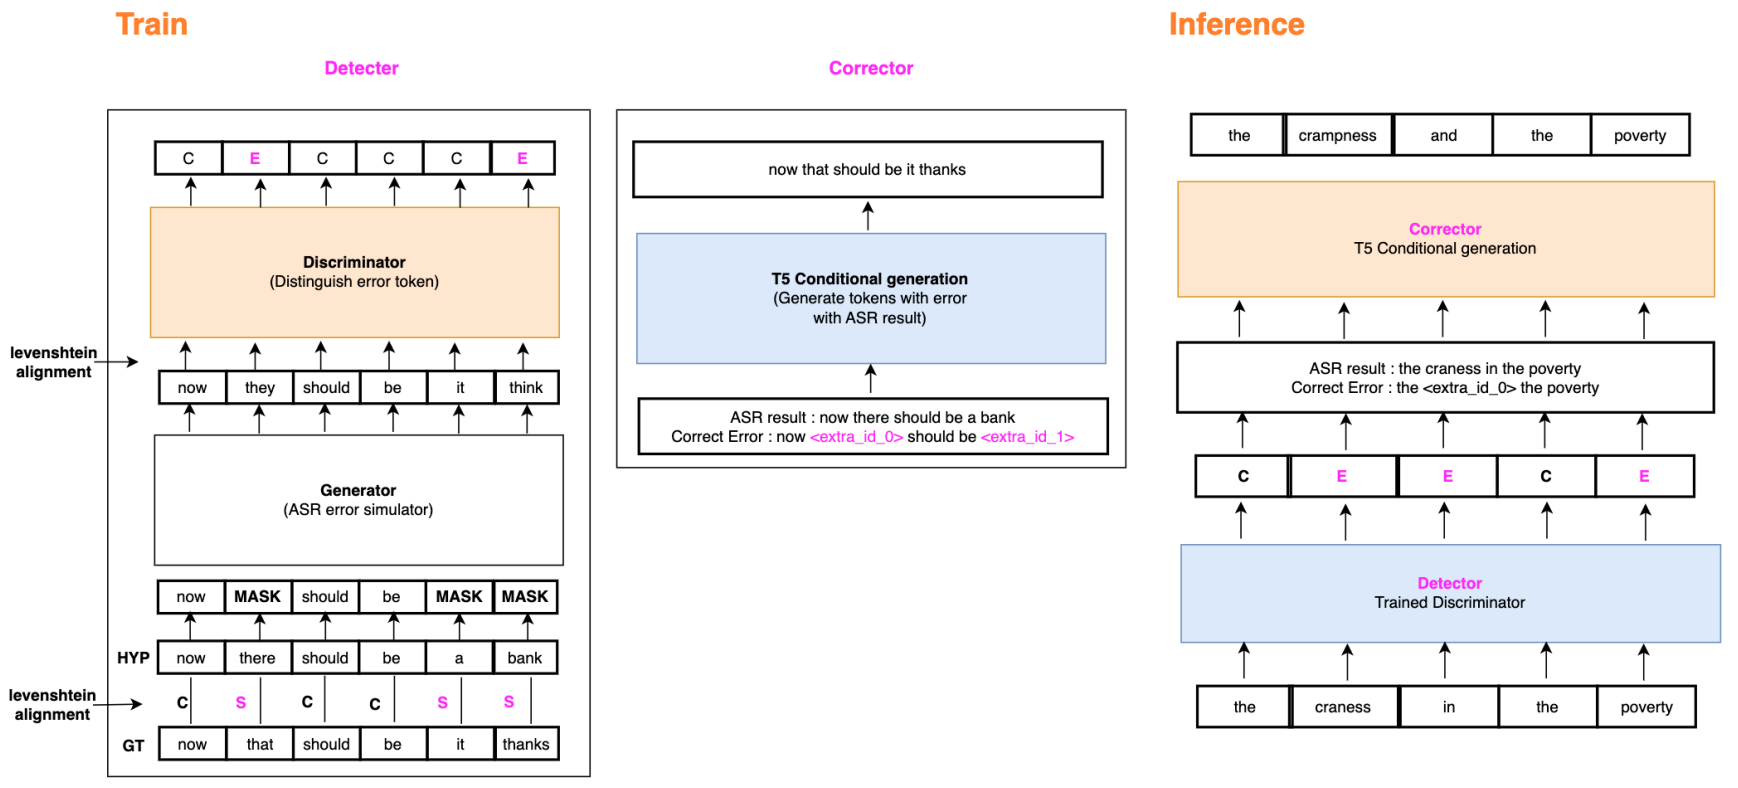 Train
Detecter
C E C C C E
Discriminator
(Distinguish error token)
levenshtein
alignment
now they should be it think
Generator
(ASR error simulator)
now MASK should be MASK MASK
HYP now there should be a bank
levenshtein
alignment
C S C C S S
GT now that should be it thanks
Corrector
now that should be it thanks
T5 Conditional generation
(Generate tokens with error
with ASR result)
ASR result : now there should be a bank
Correct Error : now <extra_id_0> should be <extra_id_1>
Inference
the crampness and the poverty
Corrector
T5 Conditional generation
ASR result : the craness in the poverty
Correct Error : the <extra_id_0> the poverty
C E E C E
Detector
Trained Discriminator
the craness in the poverty